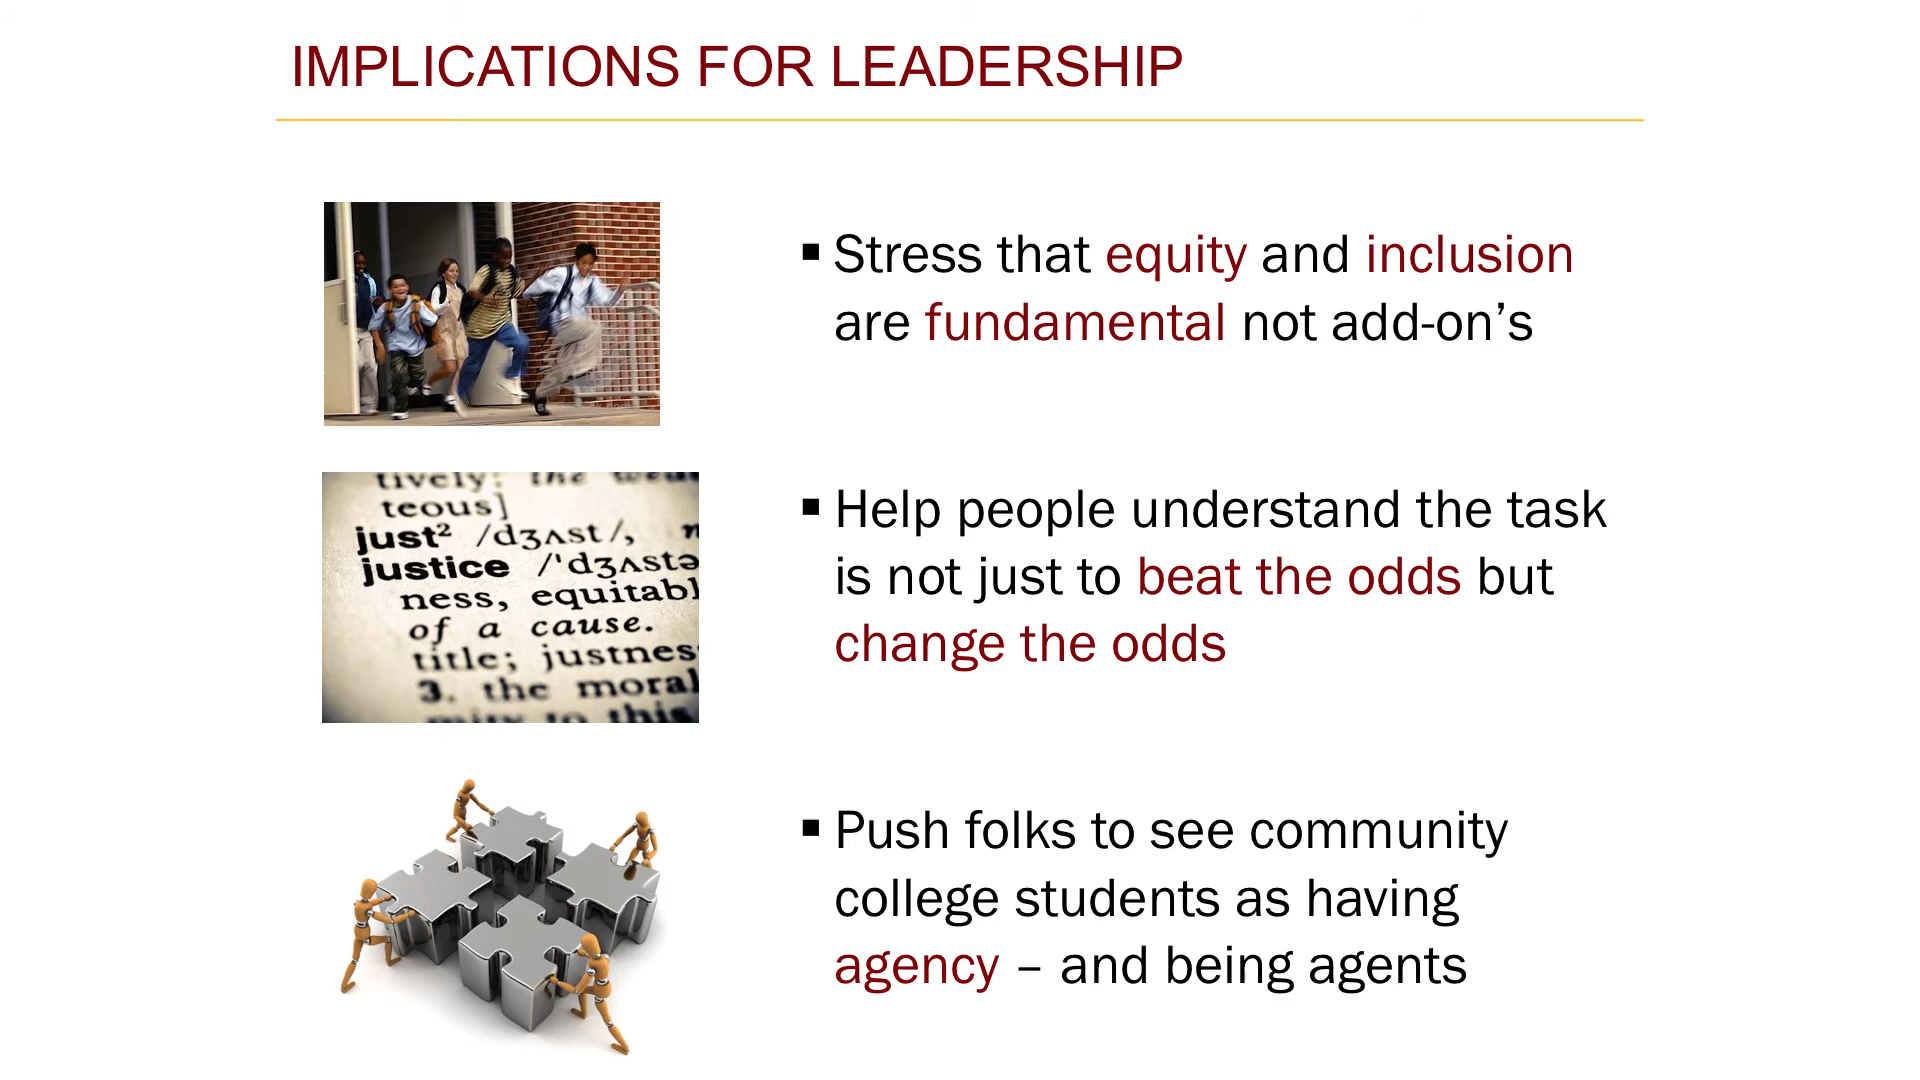 IMPLICATIONS FOR LEADERSHIP
▪ Stress that equity and inclusion
are fundamental not add-on’s
tively: the
teous]
just² /dʒʌst/, n
justice /'dʒʌstə
ness, equitabl
of a cause.
title; justnes
3. the moral
to this
▪ Help people understand the task
is not just to beat the odds but
change the odds
▪ Push folks to see community
college students as having
agency – and being agents